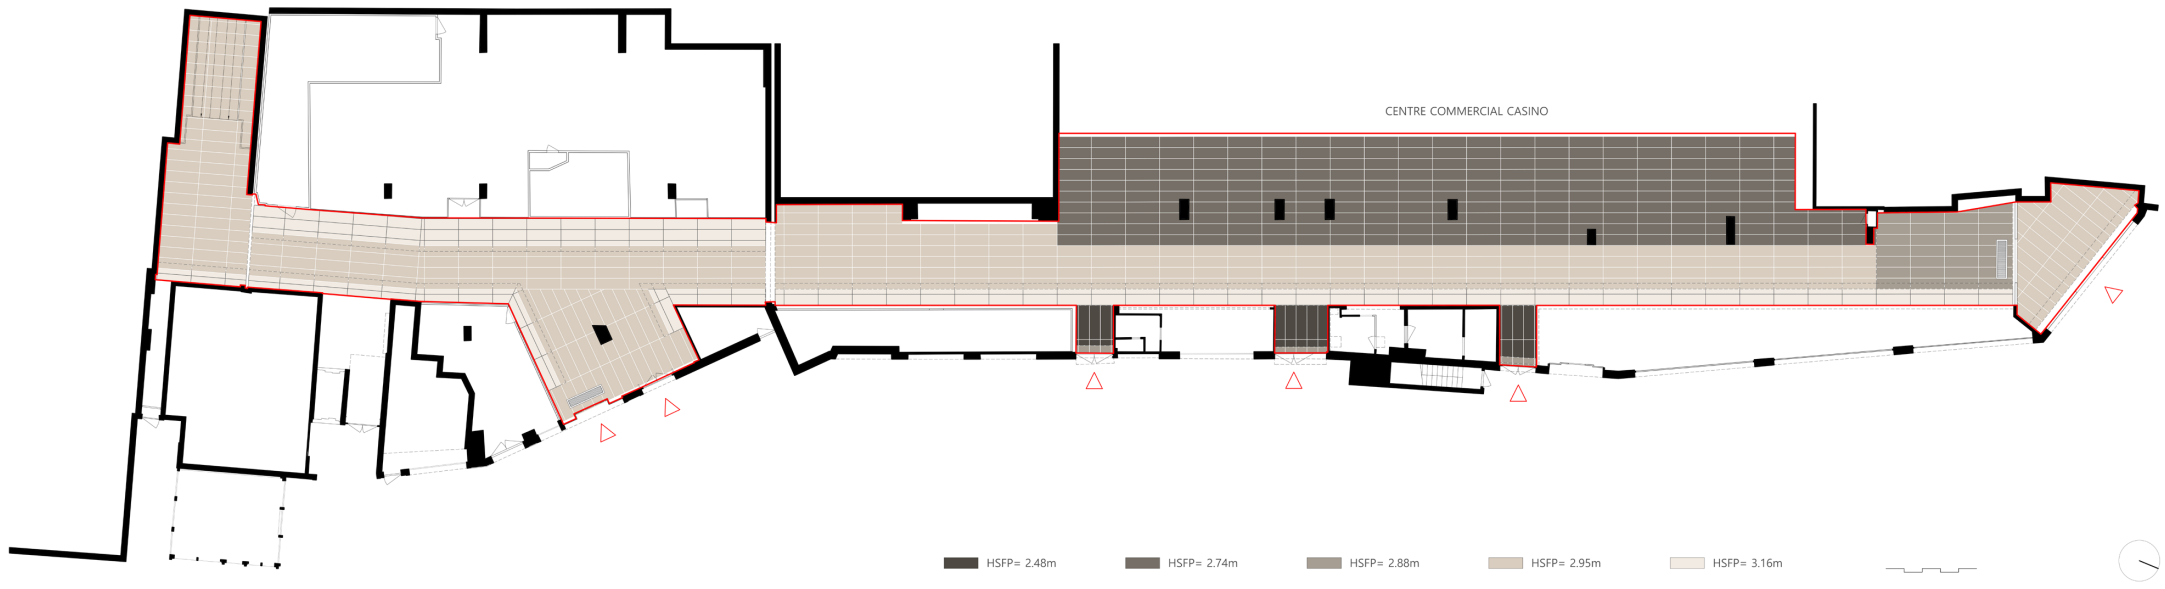 CENTRE COMMERCIAL CASINO
HSFP= 2.48m
HSFP= 2.74m
HSFP= 2.88m
HSFP= 2.95m
HSFP= 3.16m